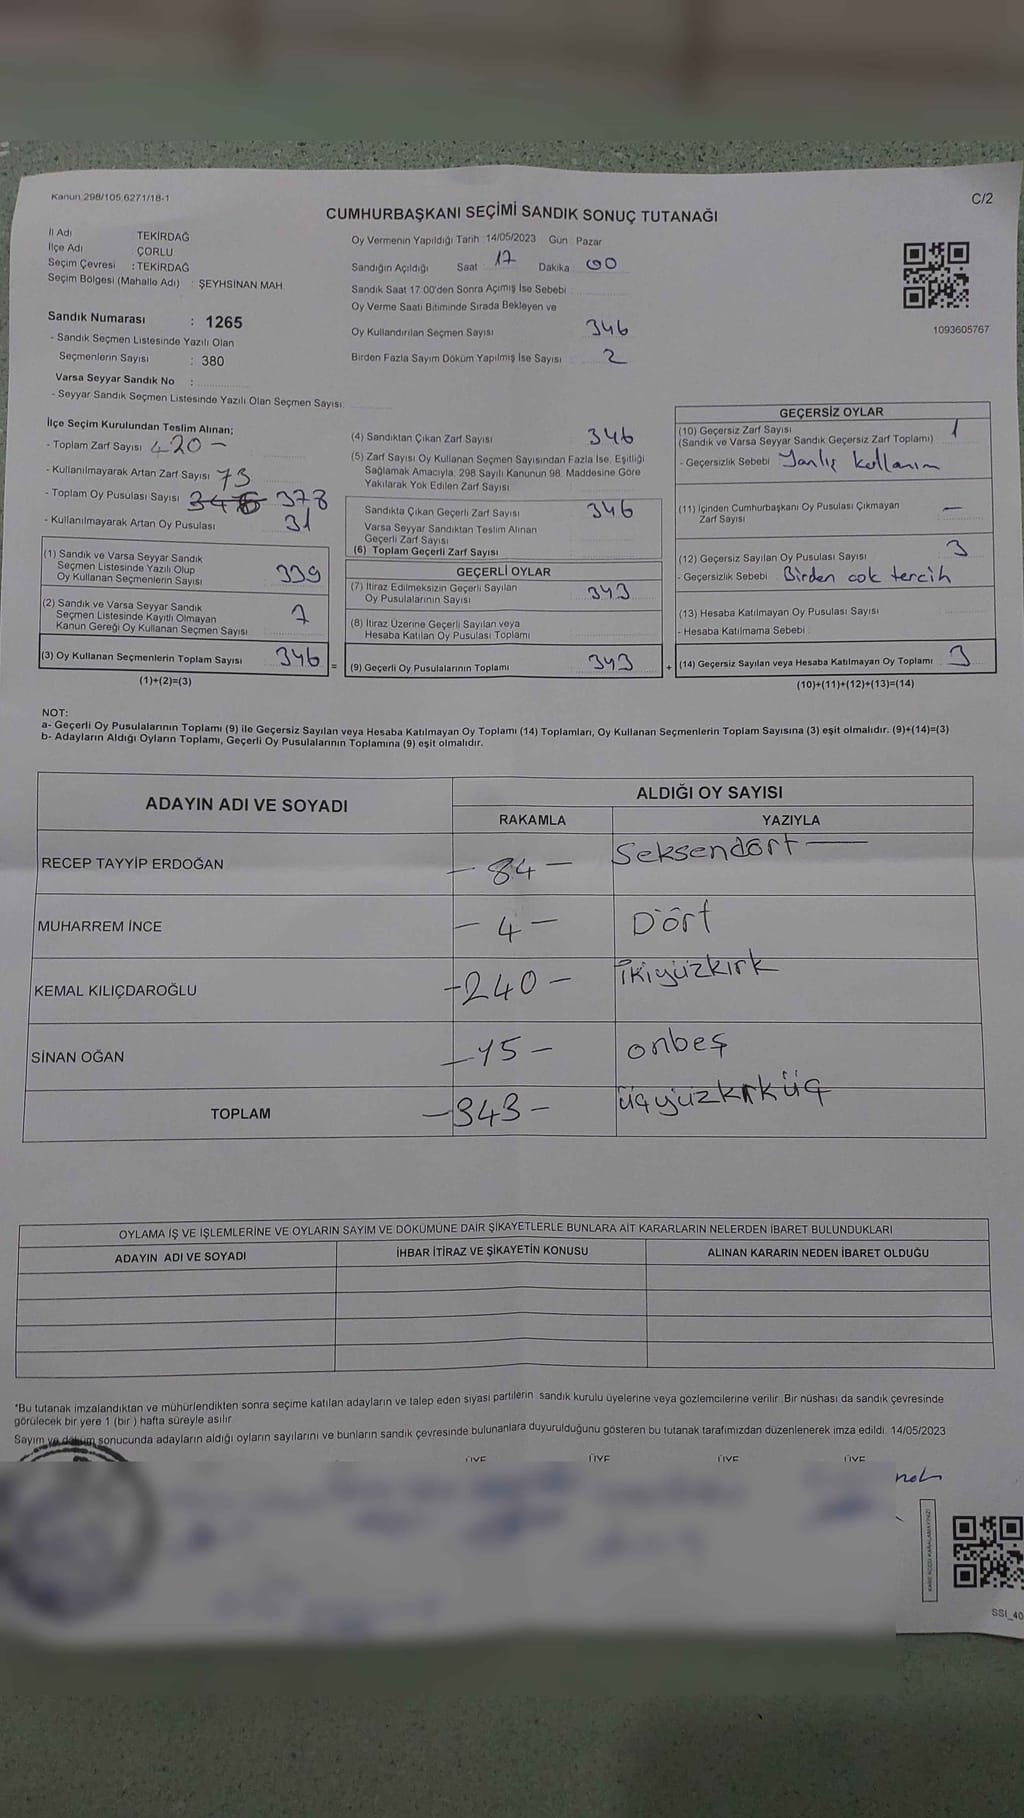 Kanun 298/105,6271/18-1
C/2
CUMHURBAŞKANI SEÇİMİ SANDIK SONUÇ TUTANAĞI
İl Adı TEKİRDAĞ
İlçe Adı ÇORLU
Seçim Çevresi : TEKİRDAĞ
Seçim Bölgesi (Mahalle Adı) : ŞEYHSİNAN MAH.
Sandık Numarası : 1265
- Sandık Seçmen Listesinde Yazılı Olan
Seçmenlerin Sayısı : 380
Varsa Seyyar Sandık No :
- Seyyar Sandık Seçmen Listesinde Yazılı Olan Seçmen Sayısı:
Oy Vermenin Yapıldığı Tarih 14/05/2023 Gün Pazar
Sandığın Açıldığı Saat 17 Dakika 00
Sandık Saat 17 00'den Sonra Açımış İse Sebebi
Oy Verme Saati Bitiminde Sırada Bekleyen ve
Oy Kullandırılan Seçmen Sayısı 346
Birden Fazla Sayım Döküm Yapılmış İse Sayısı 2
1093605767
İlçe Seçim Kurulundan Teslim Alınan;
- Toplam Zarf Sayısı 420 -
- Kullanılmayarak Artan Zarf Sayısı 73
- Toplam Oy Pusulası Sayısı 346 378
- Kullanılmayarak Artan Oy Pusulası 31
(1) Sandık ve Varsa Seyyar Sandık
Seçmen Listesinde Yazılı Olup
Oy Kullanan Seçmenlerin Sayısı 339
(2) Sandık ve Varsa Seyyar Sandık
Seçmen Listesinde Kayıtlı Olmayan
Kanun Gereği Oy Kullanan Seçmen Sayısı 7
(3) Oy Kullanan Seçmenlerin Toplam Sayısı 346 =
(1)+(2)=(3)
(4) Sandıktan Çıkan Zarf Sayısı 346
(5) Zarf Sayısı Oy Kullanan Seçmen Sayısından Fazla İse, Eşitliği
Sağlamak Amacıyla, 298 Sayılı Kanunun 98. Maddesine Göre
Yakılarak Yok Edilen Zarf Sayısı
Sandıkta Çıkan Geçerli Zarf Sayısı 346
Varsa Seyyar Sandıktan Teslim Alınan
Geçerli Zarf Sayısı
(6) Toplam Geçerli Zarf Sayısı
GEÇERLİ OYLAR
(7) İtiraz Edilmeksizin Geçerli Sayılan
Oy Pusulalarının Sayısı 343
(8) İtiraz Üzerine Geçerli Sayılan veya
Hesaba Katılan Oy Pusulası Toplamı
(9) Geçerli Oy Pusulalarının Toplamı 343 +
GEÇERSİZ OYLAR
(10) Geçersiz Zarf Sayısı 1
(Sandık ve Varsa Seyyar Sandık Geçersiz Zarf Toplamı)
- Geçersizlik Sebebi Yanlış kullanım
(11) İçinden Cumhurbaşkanı Oy Pusulası Çıkmayan
Zarf Sayısı -
(12) Geçersiz Sayılan Oy Pusulası Sayısı 3
- Geçersizlik Sebebi Birden cok tercih
(13) Hesaba Katılmayan Oy Pusulası Sayısı
- Hesaba Katılmama Sebebi
(14) Geçersiz Sayılan veya Hesaba Katılmayan Oy Toplamı 3
(10)+(11)+(12)+(13)=(14)
NOT:
a- Geçerli Oy Pusulalarının Toplamı (9) ile Geçersiz Sayılan veya Hesaba Katılmayan Oy Toplamı (14) Toplamları, Oy Kullanan Seçmenlerin Toplam Sayısına (3) eşit olmalıdır. (9)+(14)=(3)
b- Adayların Aldığı Oyların Toplamı, Geçerli Oy Pusulalarının Toplamına (9) eşit olmalıdır.
ADAYIN ADI VE SOYADI ALDIĞI OY SAYISI
RAKAMLA YAZIYLA
RECEP TAYYİP ERDOĞAN - 84 - Seksendört -
MUHARREM İNCE - 4 - Dört
KEMAL KILIÇDAROĞLU - 240 - İkiyüzkırk
SİNAN OĞAN - 15 - onbeş
TOPLAM - 343 - üçyüzkırküç
OYLAMA İŞ VE İŞLEMLERİNE VE OYLARIN SAYIM VE DÖKÜMÜNE DAİR ŞİKAYETLERLE BUNLARA AİT KARARLARIN NELERDEN İBARET BULUNDUKLARI
ADAYIN ADI VE SOYADI İHBAR İTİRAZ VE ŞİKAYETİN KONUSU ALINAN KARARIN NEDEN İBARET OLDUĞU
*Bu tutanak imzalandıktan ve mühürlendikten sonra seçime katılan adayların ve talep eden siyasi partilerin sandık kurulu üyelerine veya gözlemcilerine verilir. Bir nüshası da sandık çevresinde
görülecek bir yere 1 (bir ) hafta süreyle asılır
Sayım ve döküm sonucunda adayların aldığı oyların sayılarını ve bunların sandık çevresinde bulunanlara duyurulduğunu gösteren bu tutanak tarafımızdan düzenlenerek imza edildi. 14/05/2023
ÜYE ÜYE ÜYE ÜYE
KARE KODU KARALAMAYINIZ!
SSI_40